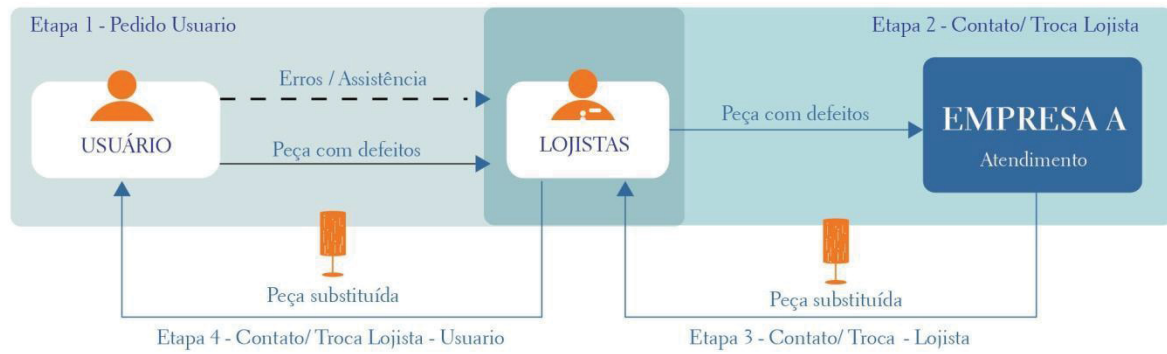 Etapa 1 - Pedido Usuario
Etapa 2 - Contato/ Troca Lojista
Erros / Assistência
USUÁRIO
Peça com defeitos
LOJISTAS
Peça com defeitos
EMPRESA A
Atendimento
Peça substituída
Peça substituída
Etapa 4 - Contato/ Troca Lojista - Usuario
Etapa 3 - Contato/ Troca - Lojista